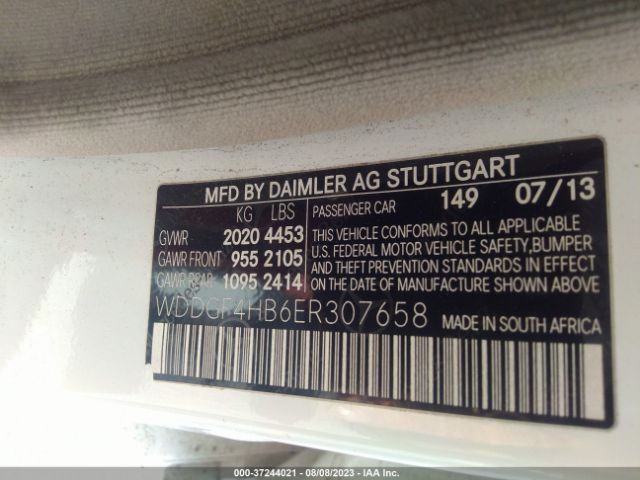 MFD BY DAIMLER AG STUTTGART
KG LBS
GVWR 2020 4453
GAWR FRONT 955 2105
GAWR REAR 1095 2414
PASSENGER CAR 149 07/13
THIS VEHICLE CONFORMS TO ALL APPLICABLE
U.S. FEDERAL MOTOR VEHICLE SAFETY,BUMPER
AND THEFT PREVENTION STANDARDS IN EFFECT
ON THE DATE OF MANUFACTURE SHOWN ABOVE
WDDGF4HB6ER307658 MADE IN SOUTH AFRICA
000-37244021 - 08/08/2023 - IAA Inc.